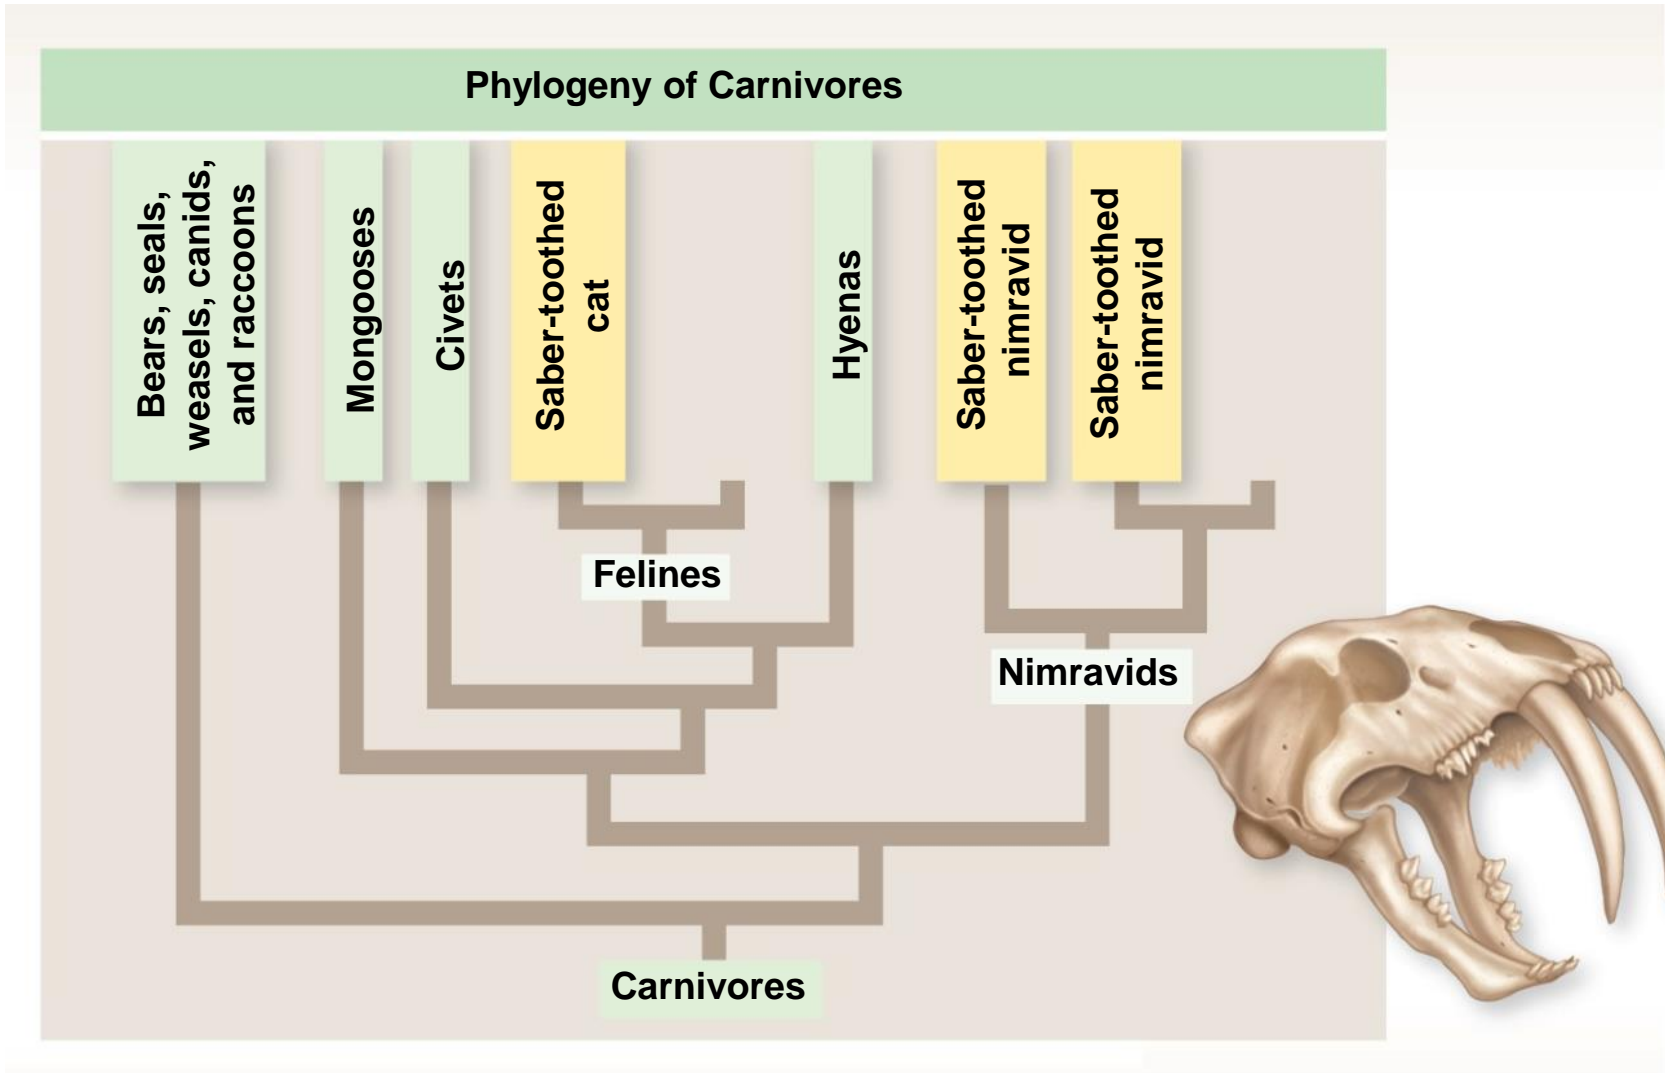 Phylogeny of Carnivores
Bears, seals,
weasels, canids,
and raccoons
Mongooses
Civets
Saber-toothed
cat
Hyenas
Saber-toothed
nimravid
Saber-toothed
nimravid
Felines
Nimravids
Carnivores